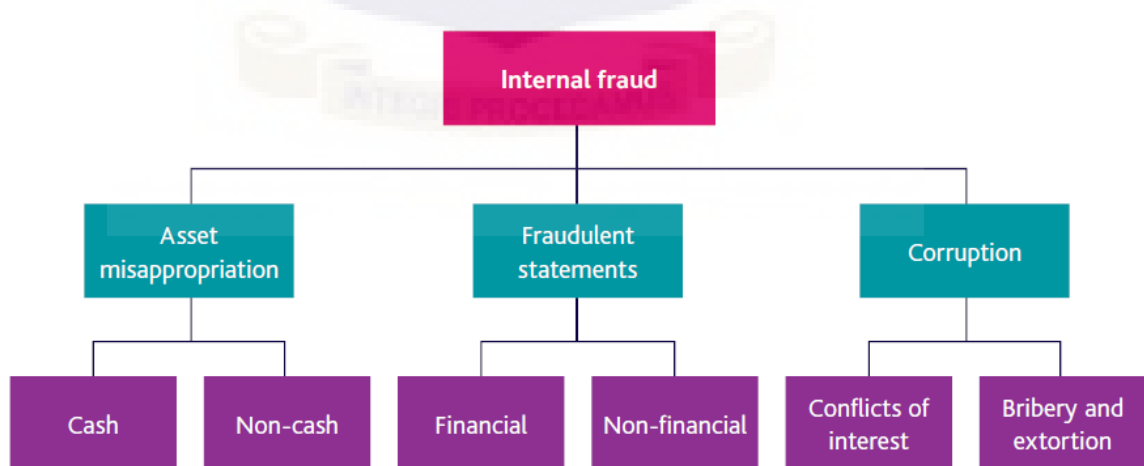 Internal fraud
Asset
misappropriation
Fraudulent
statements
Corruption
Cash
Non-cash
Financial
Non-financial
Conflicts of
interest
Bribery and
extortion